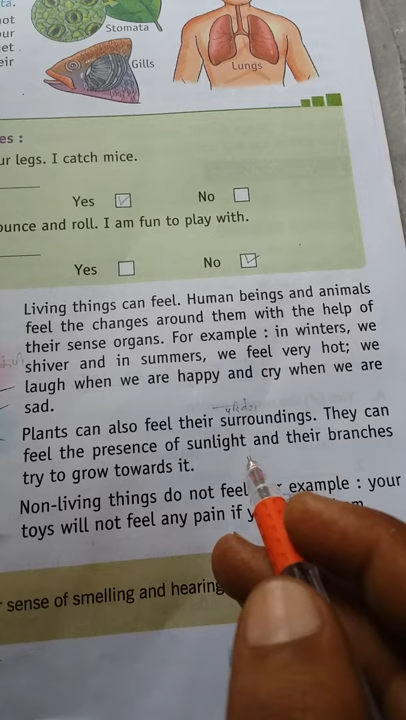 ta.
Stomata
not
our
get
eir
Gills
Lungs
es :
ur legs. I catch mice.
Yes No
ounce and roll. I am fun to play with.
Yes No
Living things can feel. Human beings and animals
feel the changes around them with the help of
their sense organs. For example : in winters, we
shiver and in summers, we feel very hot; we
laugh when we are happy and cry when we are
sad.
Plants can also feel their surroundings. They can
feel the presence of sunlight and their branches
try to grow towards it.
Non-living things do not feel example : your
toys will not feel any pain if
sense of smelling and hearing